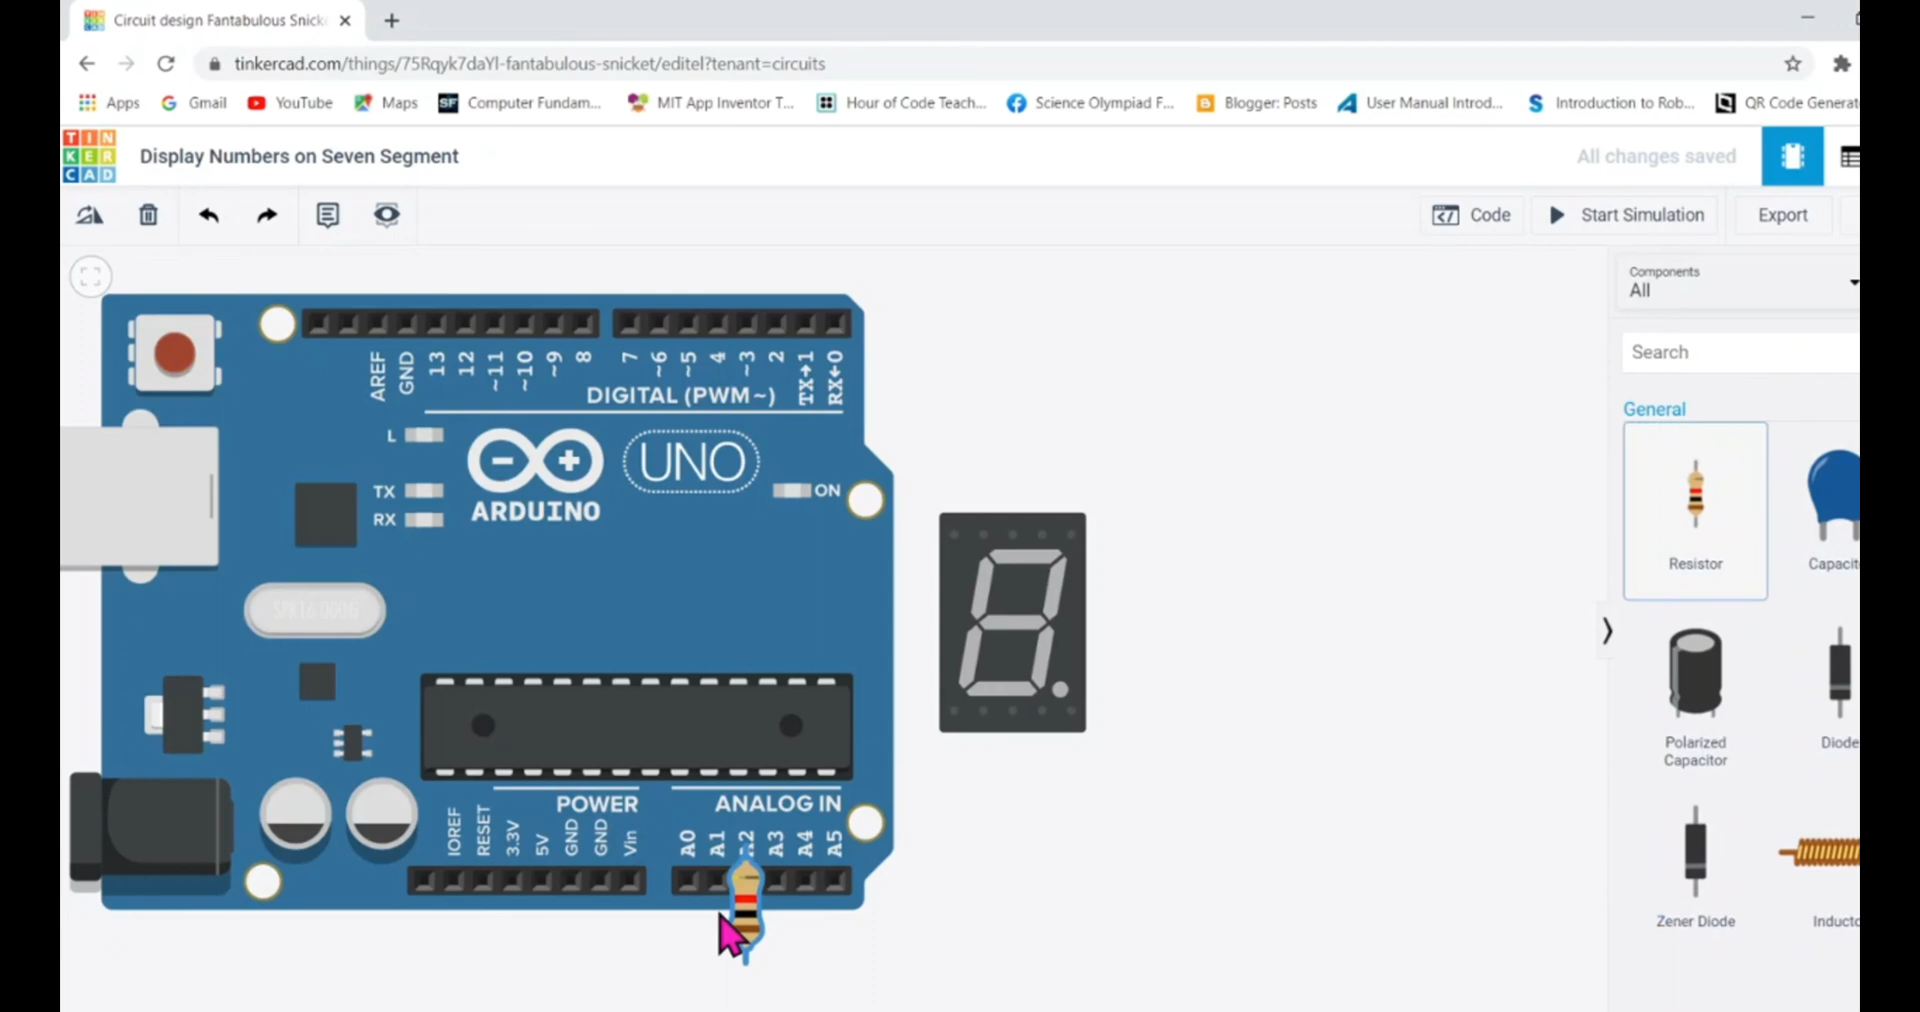 Circuit design Fantabulous Snick
tinkercad.com/things/75Rqyk7daYl-fantabulous-snicket/editel?tenant=circuits
Apps Gmail YouTube Maps SF Computer Fundam... MIT App Inventor T... Hour of Code Teach... Science Olympiad F... Blogger: Posts User Manual Introd... Introduction to Rob... QR Code Generat
TIN
KER
CAD
Display Numbers on Seven Segment
All changes saved
Code
Start Simulation
Export
Components
All
Search
General
Resistor
Capacit
Polarized
Capacitor
Diode
Zener Diode
Inducto
AREF GND 13 12 ~11 ~10 ~9 8 7 ~6 ~5 4 ~3 2 TX→1 RX←0
DIGITAL (PWM~)
L
TX
RX
UNO
ON
ARDUINO
SPK16.000G
POWER
ANALOG IN
IOREF RESET 3.3V 5V GND GND Vin A0 A1 A3 A4 A5